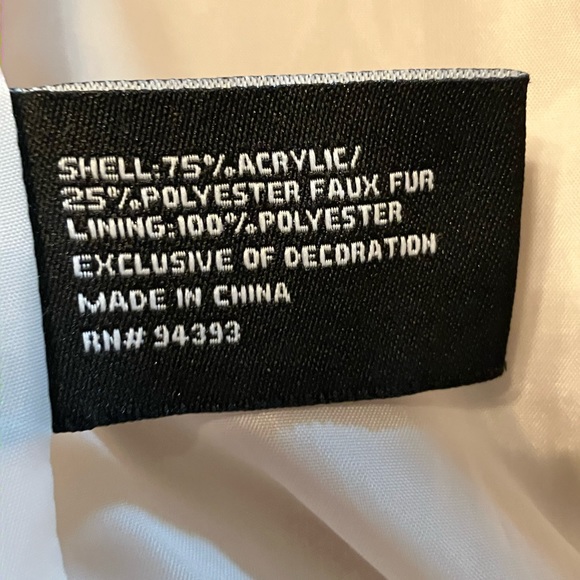 SHELL:75%ACRYLIC/
25%POLYESTER FAUX FUR
LINING:100%POLYESTER
EXCLUSIVE OF DECORATION
MADE IN CHINA
RN# 94393